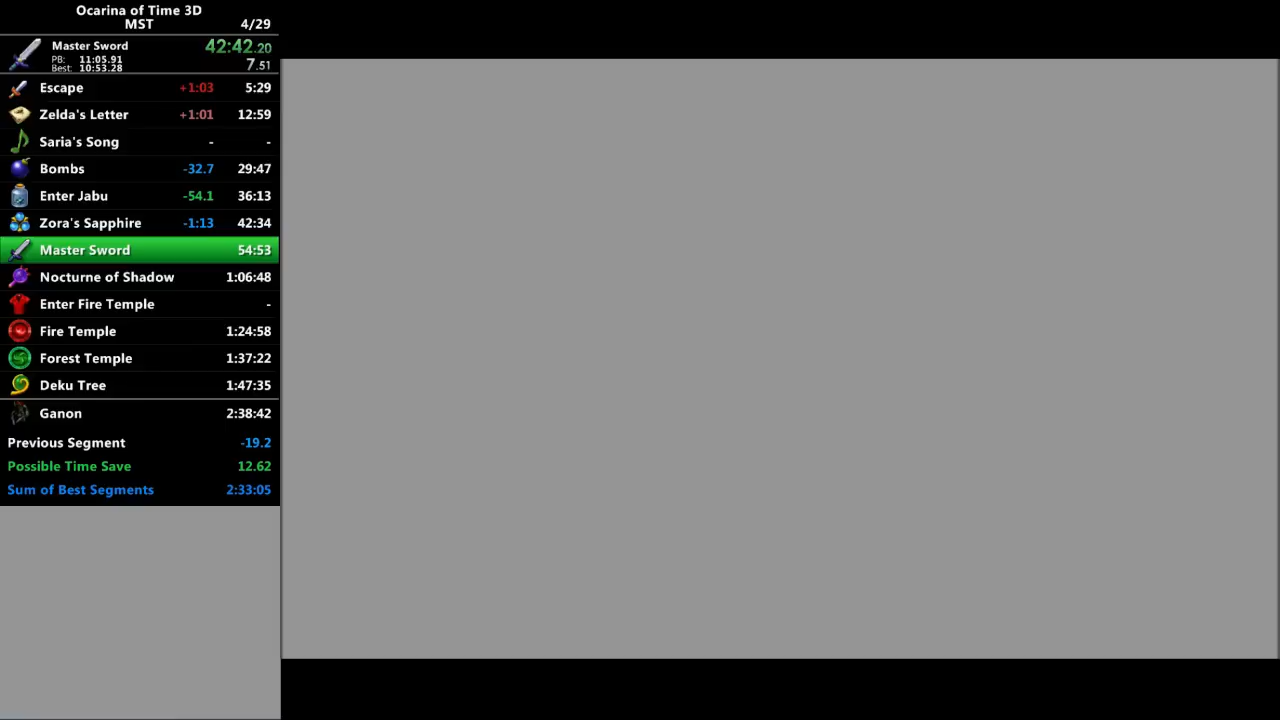 Ocarina of Time 3D
MST 4/29
Master Sword 42:42.20
PB: 11:05.91 7.51
Best: 10:53.28
Escape +1:03 5:29
Zelda's Letter +1:01 12:59
Saria's Song - -
Bombs -32.7 29:47
Enter Jabu -54.1 36:13
Zora's Sapphire -1:13 42:34
Master Sword 54:53
Nocturne of Shadow 1:06:48
Enter Fire Temple -
Fire Temple 1:24:58
Forest Temple 1:37:22
Deku Tree 1:47:35
Ganon 2:38:42
Previous Segment -19.2
Possible Time Save 12.62
Sum of Best Segments 2:33:05